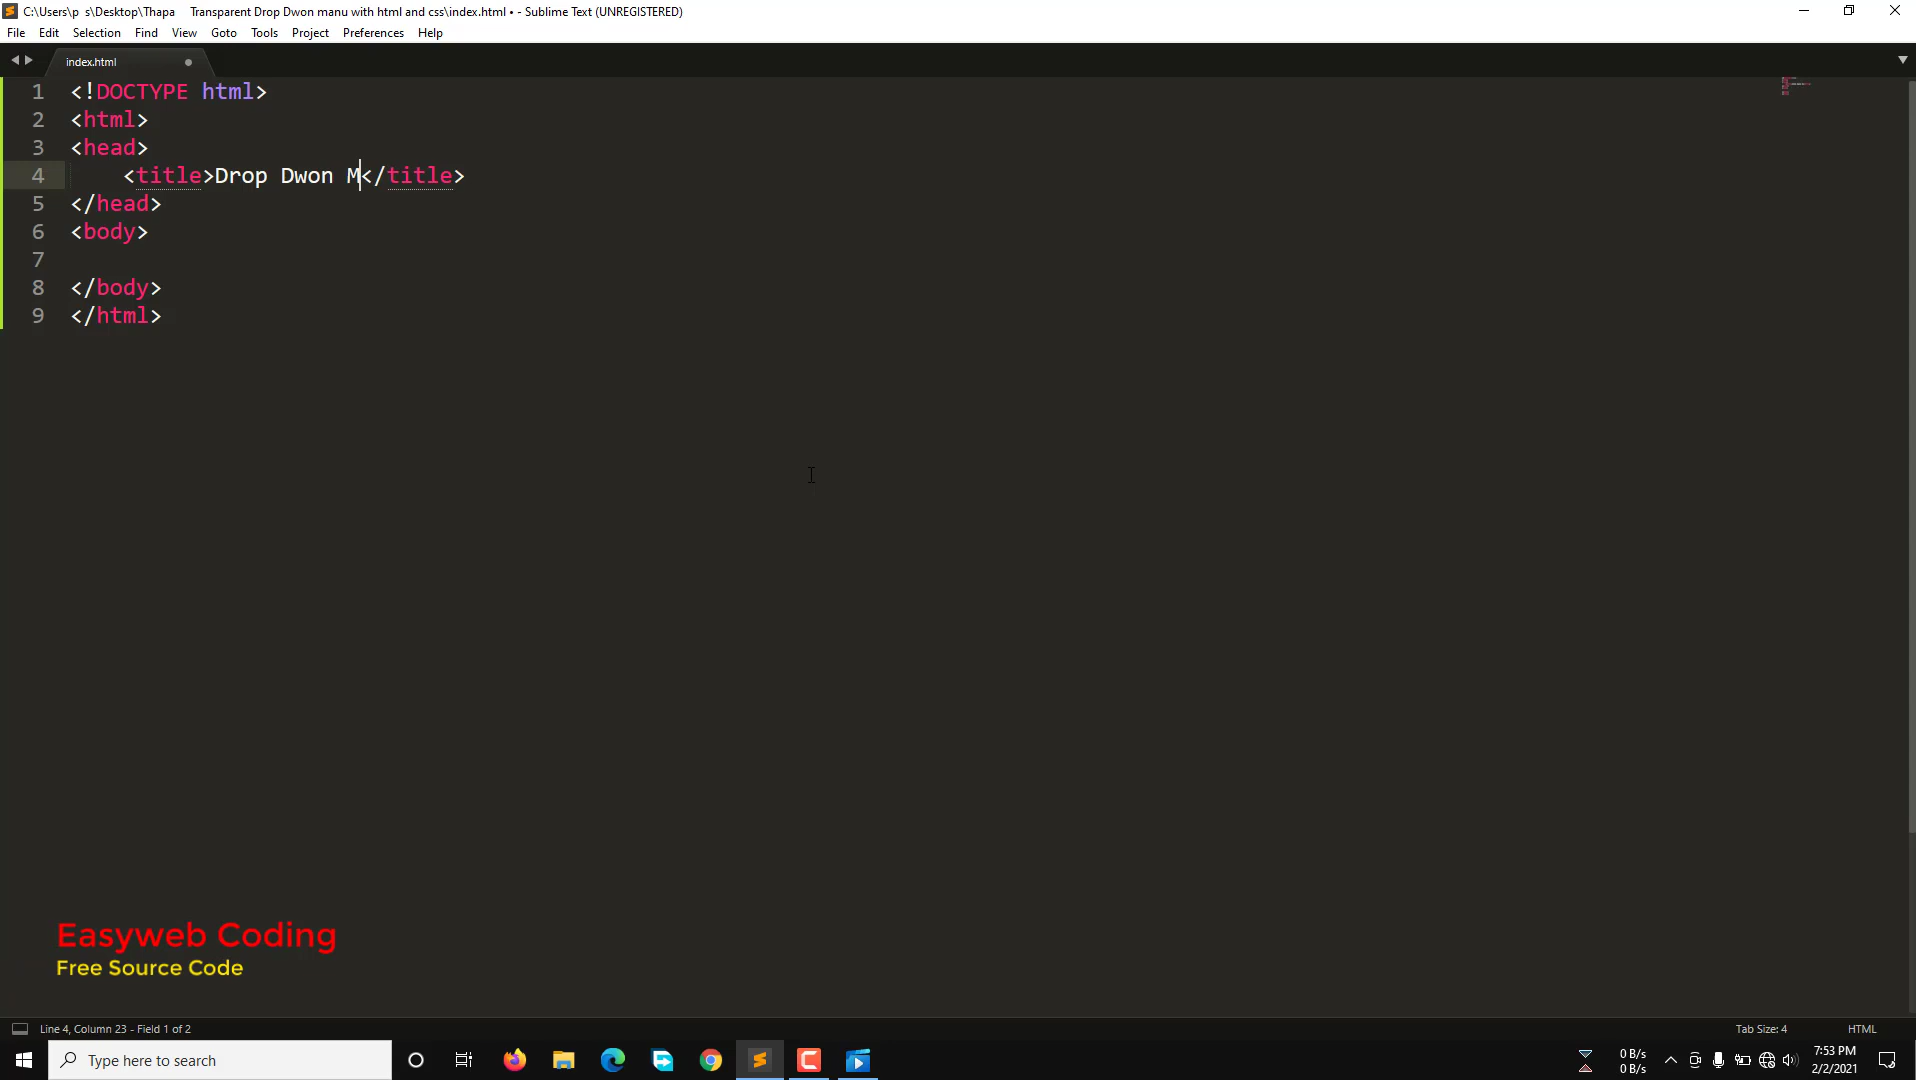 C:\Users\p s\Desktop\Thapa Transparent Drop Dwon manu with html and css\index.html • - Sublime Text (UNREGISTERED)
File Edit Selection Find View Goto Tools Project Preferences Help
index.html
1 <!DOCTYPE html>
2 <html>
3 <head>
4 <title>Drop Dwon M</title>
5 </head>
6 <body>
7
8 </body>
9 </html>
Easyweb Coding
Free Source Code
Line 4, Column 23 - Field 1 of 2 Tab Size: 4 HTML
Type here to search
0 B/s
0 B/s
7:53 PM
2/2/2021